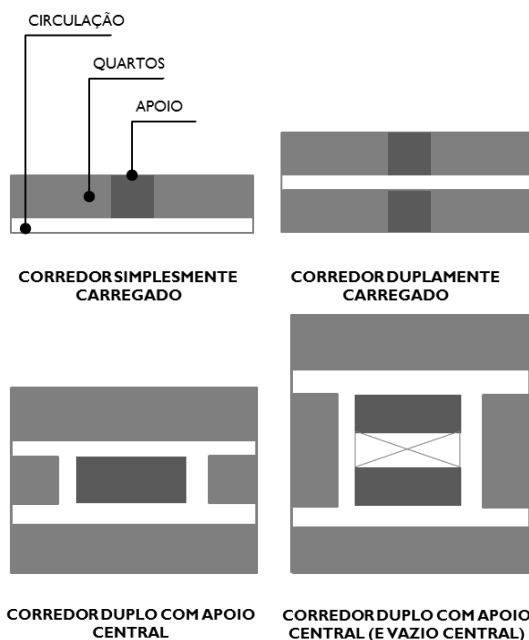 CIRCULAÇÃO
QUARTOS
APOIO
CORREDOR SIMPLESMENTE
CARREGADO
CORREDOR DUPLAMENTE
CARREGADO
CORREDOR DUPLO COM APOIO
CENTRAL
CORREDOR DUPLO COM APOIO
CENTRAL (E VAZIO CENTRAL)